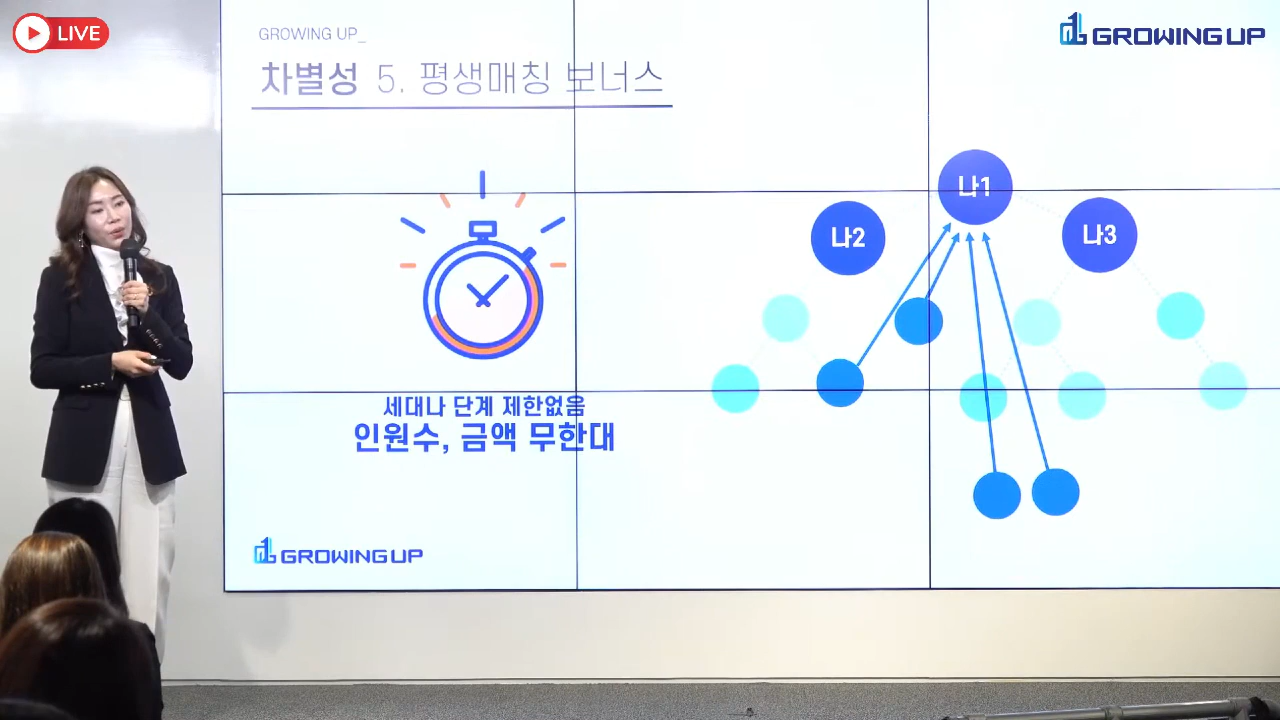 LIVE
GROWING UP
GROWING UP_
차별성 5. 평생매칭 보너스
나1
나2
나3
세대나 단계 제한없음
인원수, 금액 무한대
GROWING UP